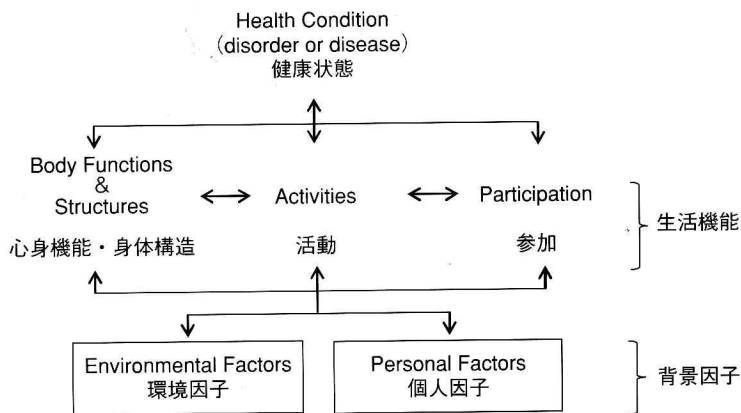 Health Condition
(disorder or disease)
健康状態
Body Functions
&
Structures
Activities
Participation
心身機能・身体構造
活動
参加
生活機能
Environmental Factors
環境因子
Personal Factors
個人因子
背景因子